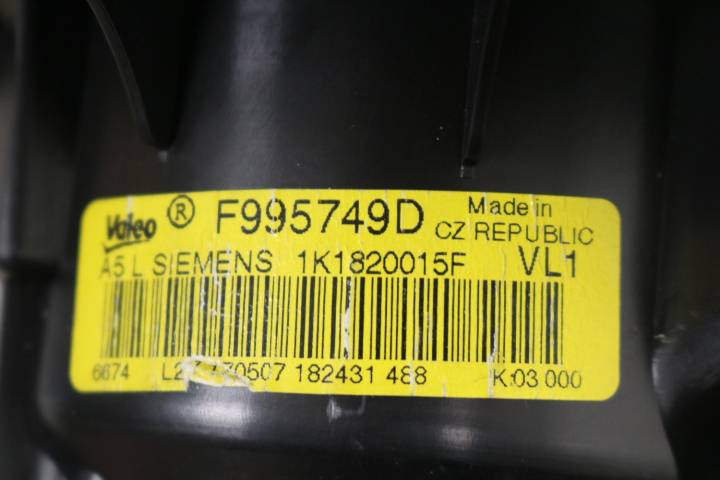 Valeo ® F995749D Made in
CZ REPUBLIC
A5 L SIEMENS 1K1820015F VL1
6674 182431 488 K:03 000